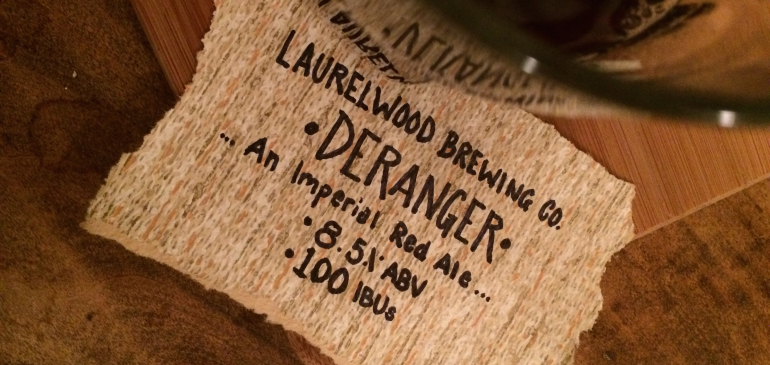 LAURELWOOD BREWING CO.
• DERANGER •
... An Imperial Red Ale ...
• 8.5% ABV
• 100 IBUs